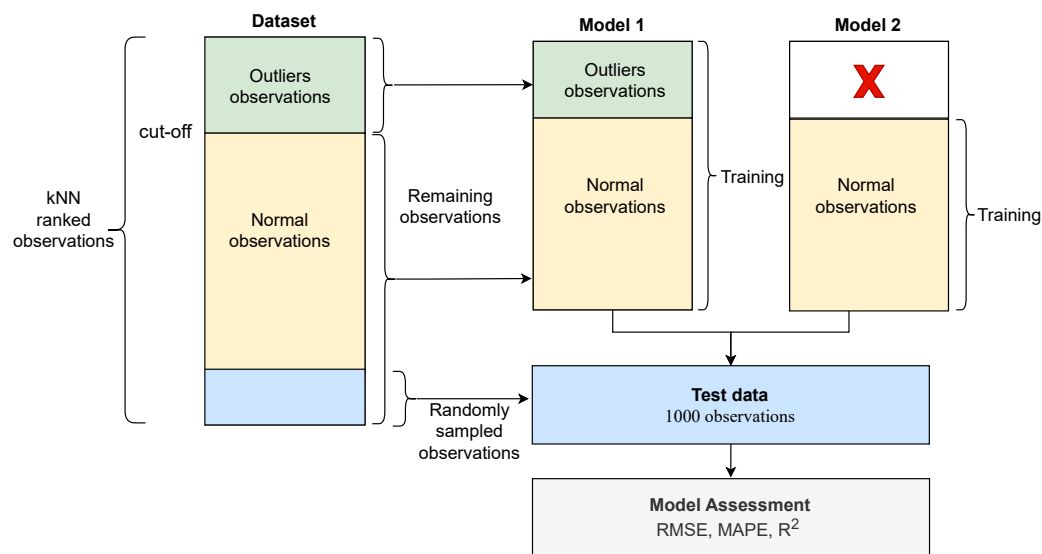 Dataset
Model 1
Model 2
Outliers
observations
Outliers
observations
X
cut-off
kNN
ranked
observations
Normal
observations
Remaining
observations
Normal
observations
Training
Normal
observations
Training
Randomly
sampled
observations
Test data
1000 observations
Model Assessment
RMSE, MAPE, R²